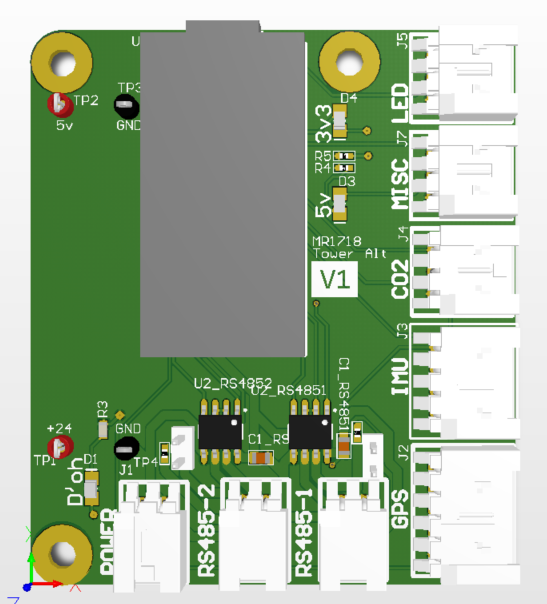 U
J5
TP3
TP2
D4
5v
GND
3v3
LED
J7
R5
R4
D3
5v
MISC
MR1718
Tower Alt
J4
V1
CO2
J3
U2_RS4852
U2_RS4851
C1_RS4851
IMU
R3
+24
GND
C1_R
J2
TP1
D1
J1
TP4
D'oh
POWER
RS485-2
RS485-1
GPS
X
Z